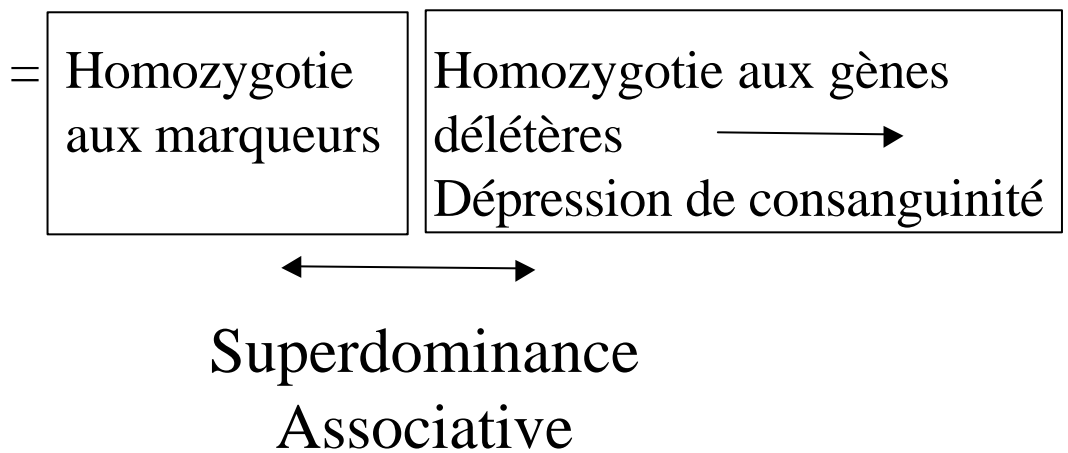 = Homozygotie
aux marqueurs
Homozygotie aux gènes
délétères
Dépression de consanguinité
Superdominance
Associative